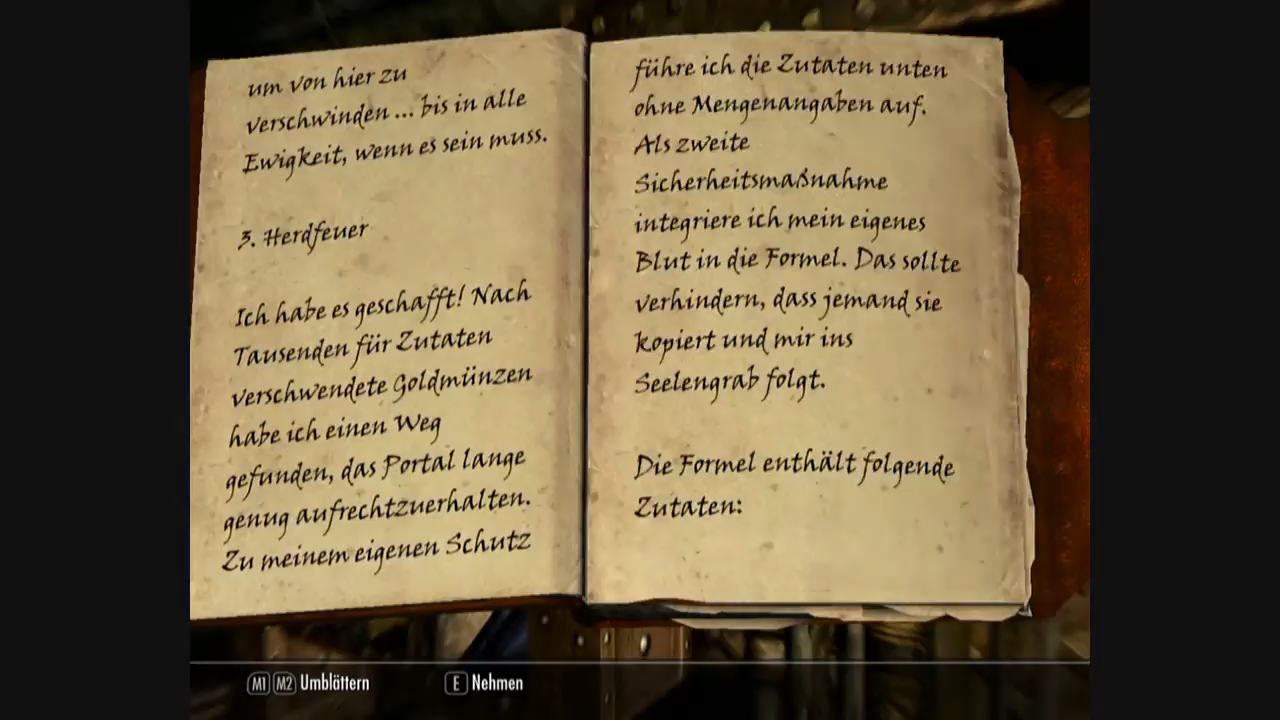 um von hier zu
verschwinden ... bis in alle
Ewigkeit, wenn es sein muss.
3. Herdfeuer
Ich habe es geschafft! Nach
Tausenden für Zutaten
verschwendete Goldmünzen
habe ich einen Weg
gefunden, das Portal lange
genug aufrechtzuerhalten.
Zu meinem eigenen Schutz
führe ich die Zutaten unten
ohne Mengenangaben auf.
Als zweite
Sicherheitsmaßnahme
integriere ich mein eigenes
Blut in die Formel. Das sollte
verhindern, dass jemand sie
kopiert und mir ins
Seelengrab folgt.
Die Formel enthält folgende
Zutaten:
M1 M2 Umblättern E Nehmen